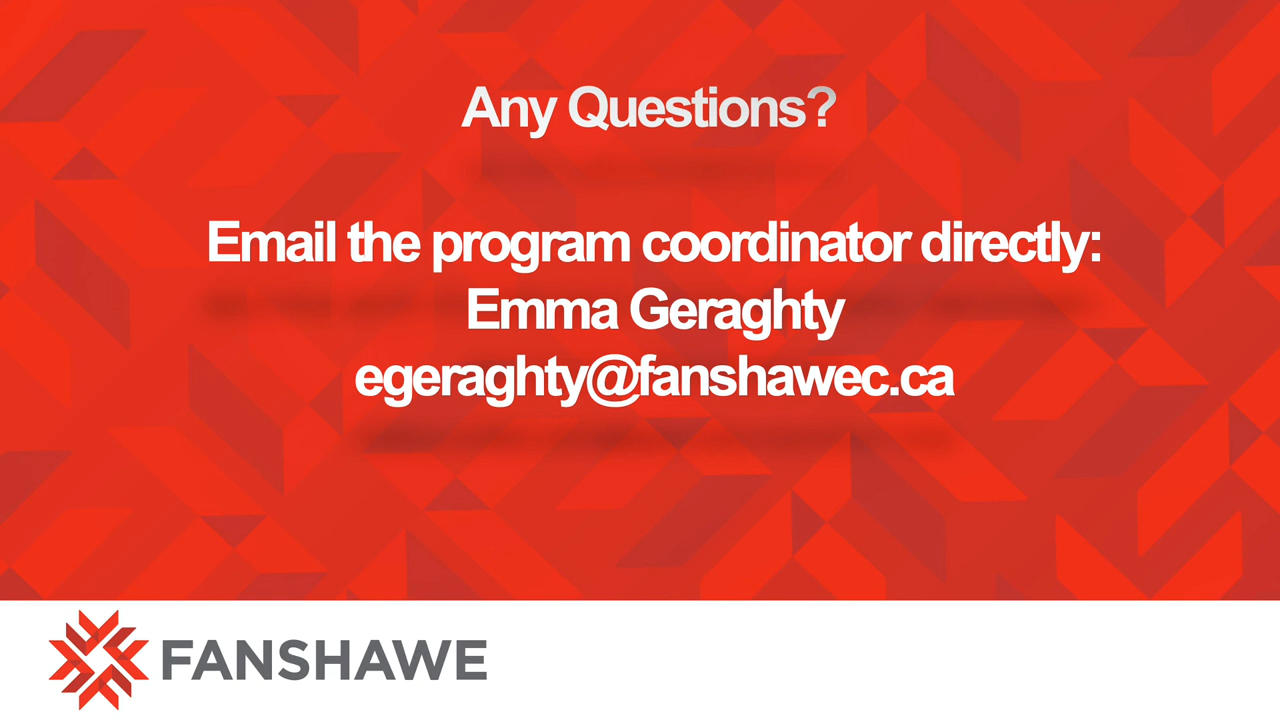 Any Questions?
Email the program coordinator directly:
Emma Geraghty
egeraghty@fanshawec.ca
FANSHAWE